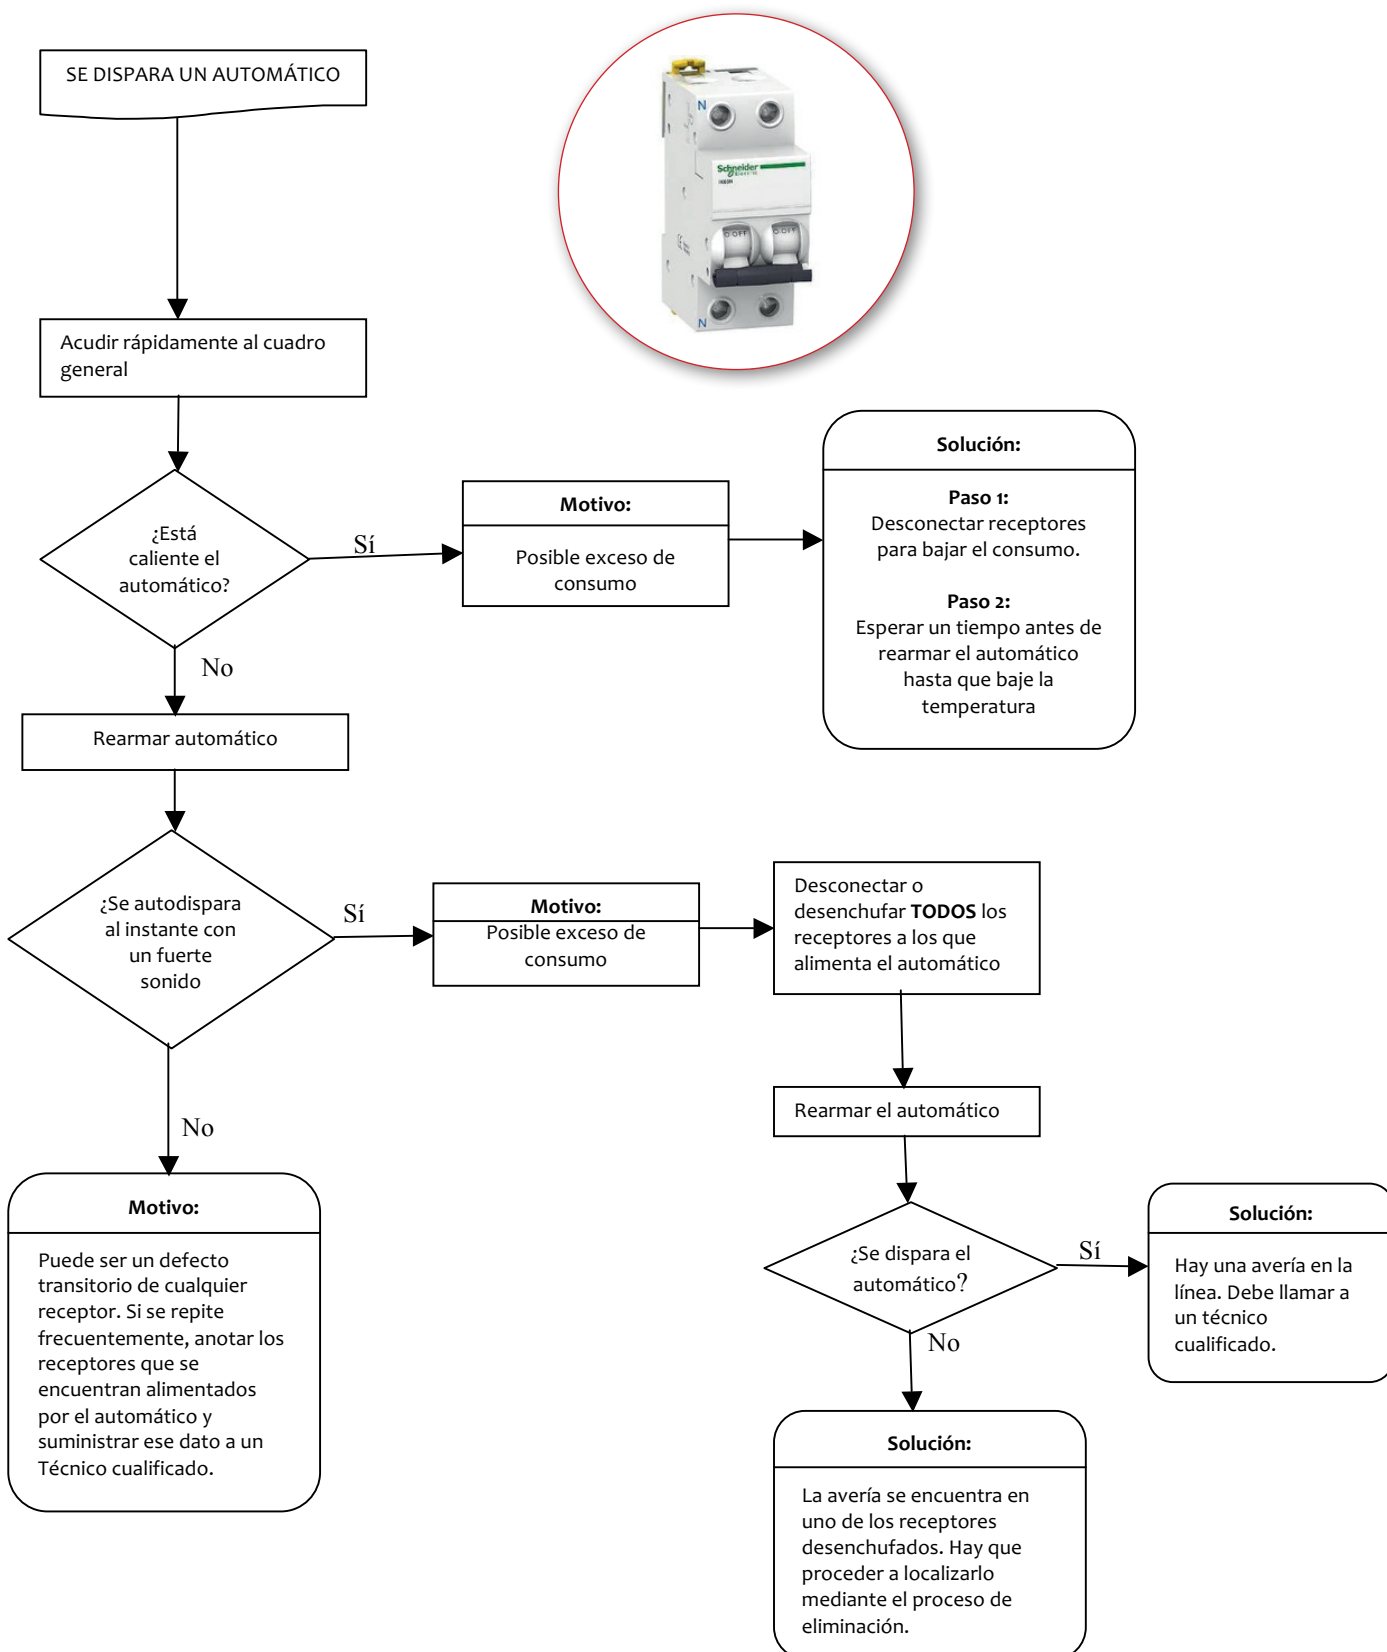 SE DISPARA UN AUTOMÁTICO
N
Schneider
Electric
O-OFF O-OFF
N
Acudir rápidamente al cuadro
general
¿Está
caliente el
automático?
Sí
Motivo:
Posible exceso de
consumo
Solución:
Paso 1:
Desconectar receptores
para bajar el consumo.
Paso 2:
Esperar un tiempo antes de
rearmar el automático
hasta que baje la
temperatura
No
Rearmar automático
¿Se autodispara
al instante con
un fuerte
sonido
Sí
Motivo:
Posible exceso de
consumo
Desconectar o
desenchufar TODOS los
receptores a los que
alimenta el automático
Rearmar el automático
No
Motivo:
Puede ser un defecto
transitorio de cualquier
receptor. Si se repite
frecuentemente, anotar los
receptores que se
encuentran alimentados
por el automático y
suministrar ese dato a un
Técnico cualificado.
¿Se dispara el
automático?
Sí
Solución:
Hay una avería en la
línea. Debe llamar a
un técnico
cualificado.
No
Solución:
La avería se encuentra en
uno de los receptores
desenchufados. Hay que
proceder a localizarlo
mediante el proceso de
eliminación.